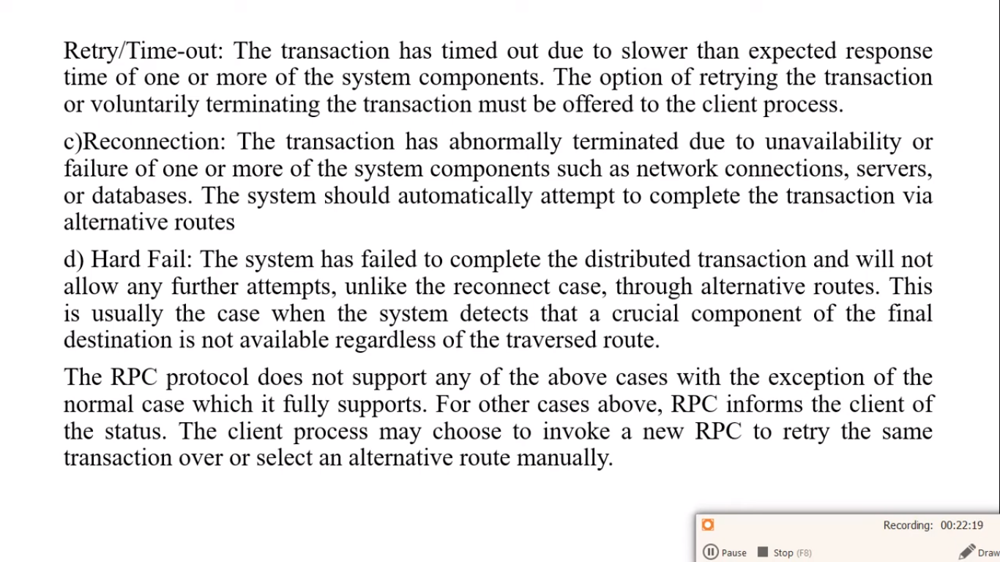 Retry/Time-out: The transaction has timed out due to slower than expected response
time of one or more of the system components. The option of retrying the transaction
or voluntarily terminating the transaction must be offered to the client process.
c)Reconnection: The transaction has abnormally terminated due to unavailability or
failure of one or more of the system components such as network connections, servers,
or databases. The system should automatically attempt to complete the transaction via
alternative routes
d) Hard Fail: The system has failed to complete the distributed transaction and will not
allow any further attempts, unlike the reconnect case, through alternative routes. This
is usually the case when the system detects that a crucial component of the final
destination is not available regardless of the traversed route.
The RPC protocol does not support any of the above cases with the exception of the
normal case which it fully supports. For other cases above, RPC informs the client of
the status. The client process may choose to invoke a new RPC to retry the same
transaction over or select an alternative route manually.
Recording: 00:22:19
Pause Stop (F8) Draw